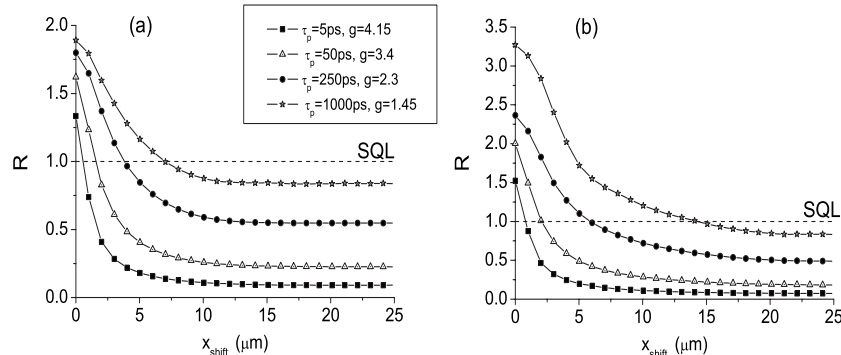 (a)
τp=5ps, g=4.15
τp=50ps, g=3.4
τp=250ps, g=2.3
τp=1000ps, g=1.45
SQL
R
2.0
1.5
1.0
0.5
0.0
0 5 10 15 20 25
xshift (μm)
(b)
SQL
R
3.5
3.0
2.5
2.0
1.5
1.0
0.5
0.0
0 5 10 15 20 25
xshift (μm)